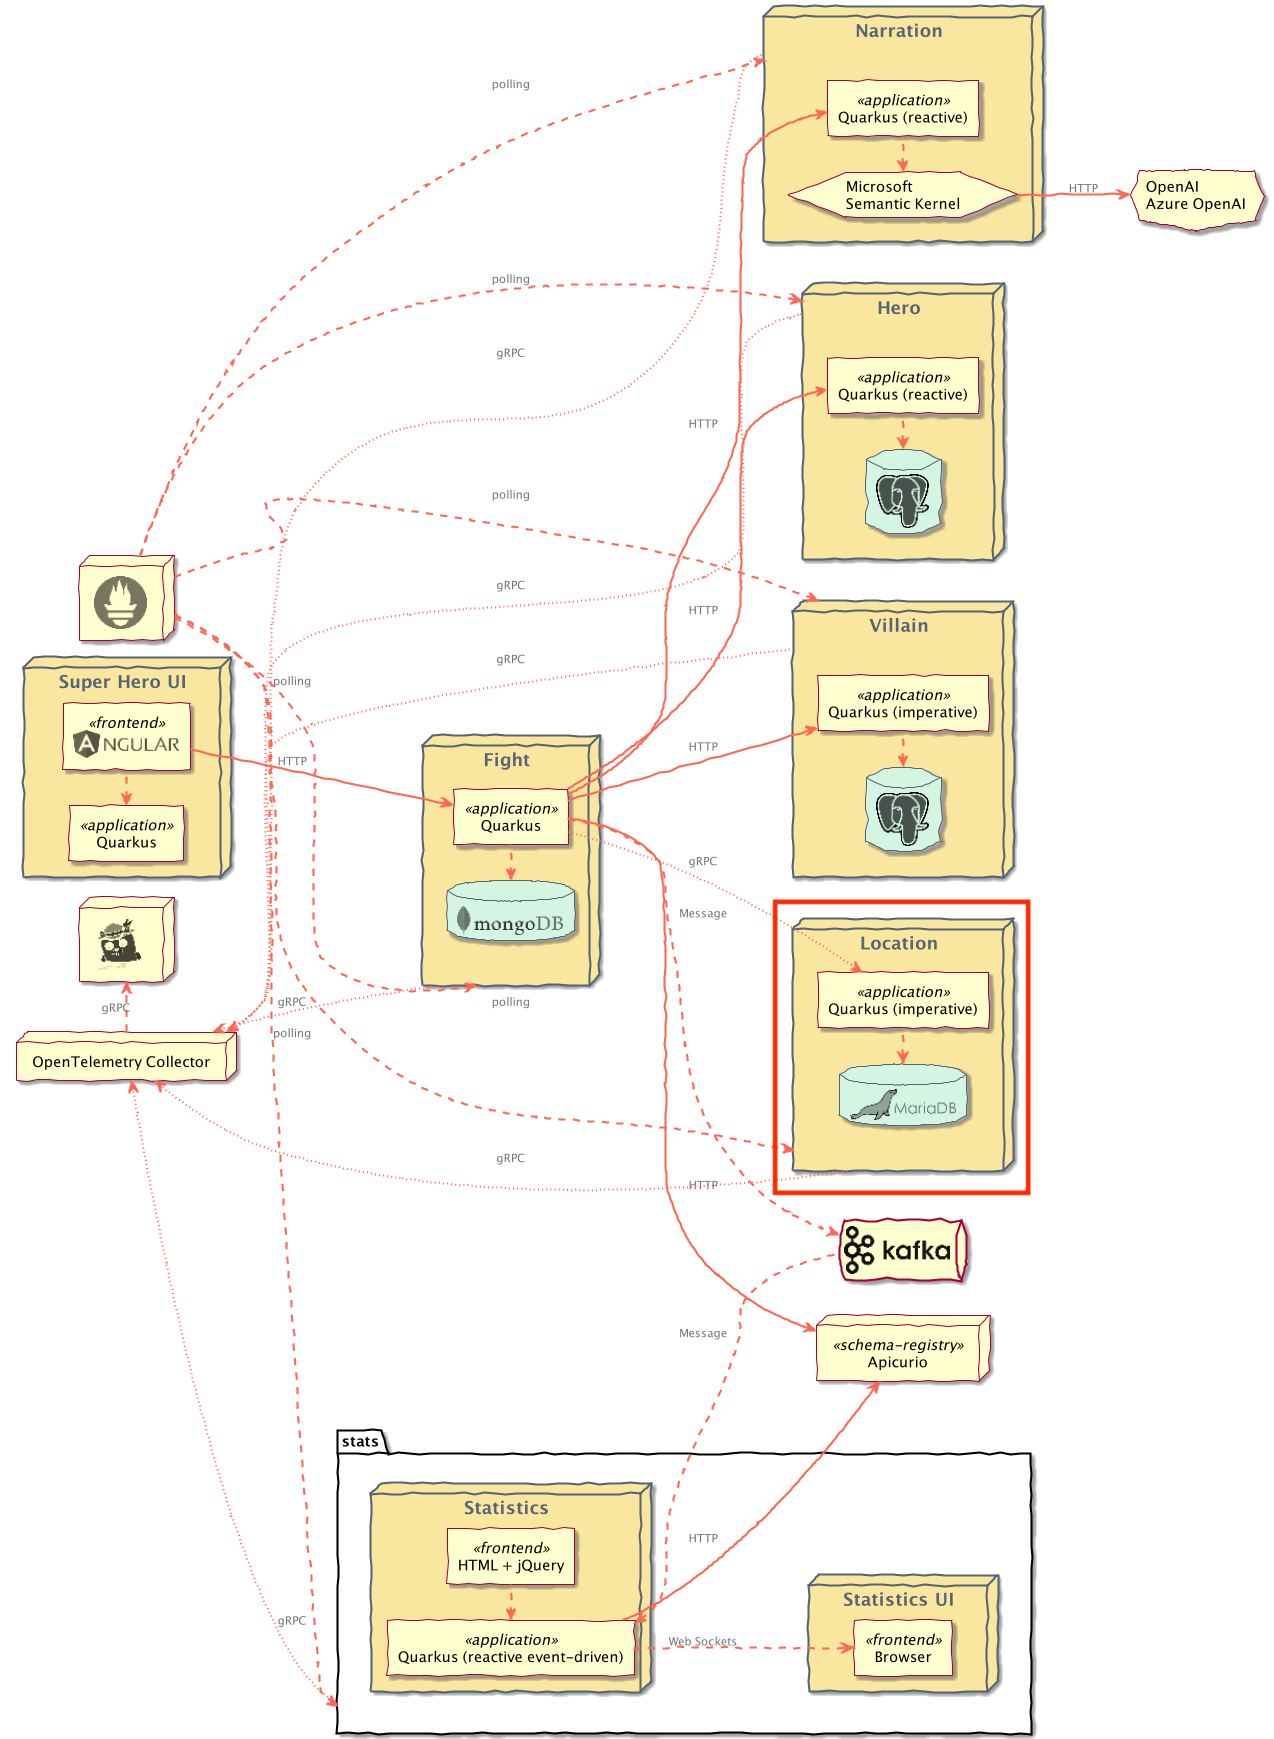 Narration
«application»
Quarkus (reactive)
Microsoft
Semantic Kernel
HTTP
OpenAI
Azure OpenAI
polling
polling
gRPC
Hero
«application»
Quarkus (reactive)
HTTP
polling
gRPC
HTTP
Villain
«application»
Quarkus (imperative)
gRPC
polling
Super Hero UI
«frontend»
ANGULAR
«application»
Quarkus
HTTP
Fight
«application»
Quarkus
mongoDB
HTTP
gRPC
Message
Location
«application»
Quarkus (imperative)
MariaDB
gRPC
OpenTelemetry Collector
gRPC
polling
polling
gRPC
HTTP
kafka
«schema-registry»
Apicurio
Message
stats
Statistics
«frontend»
HTML + jQuery
«application»
Quarkus (reactive event-driven)
HTTP
gRPC
Web Sockets
Statistics UI
«frontend»
Browser